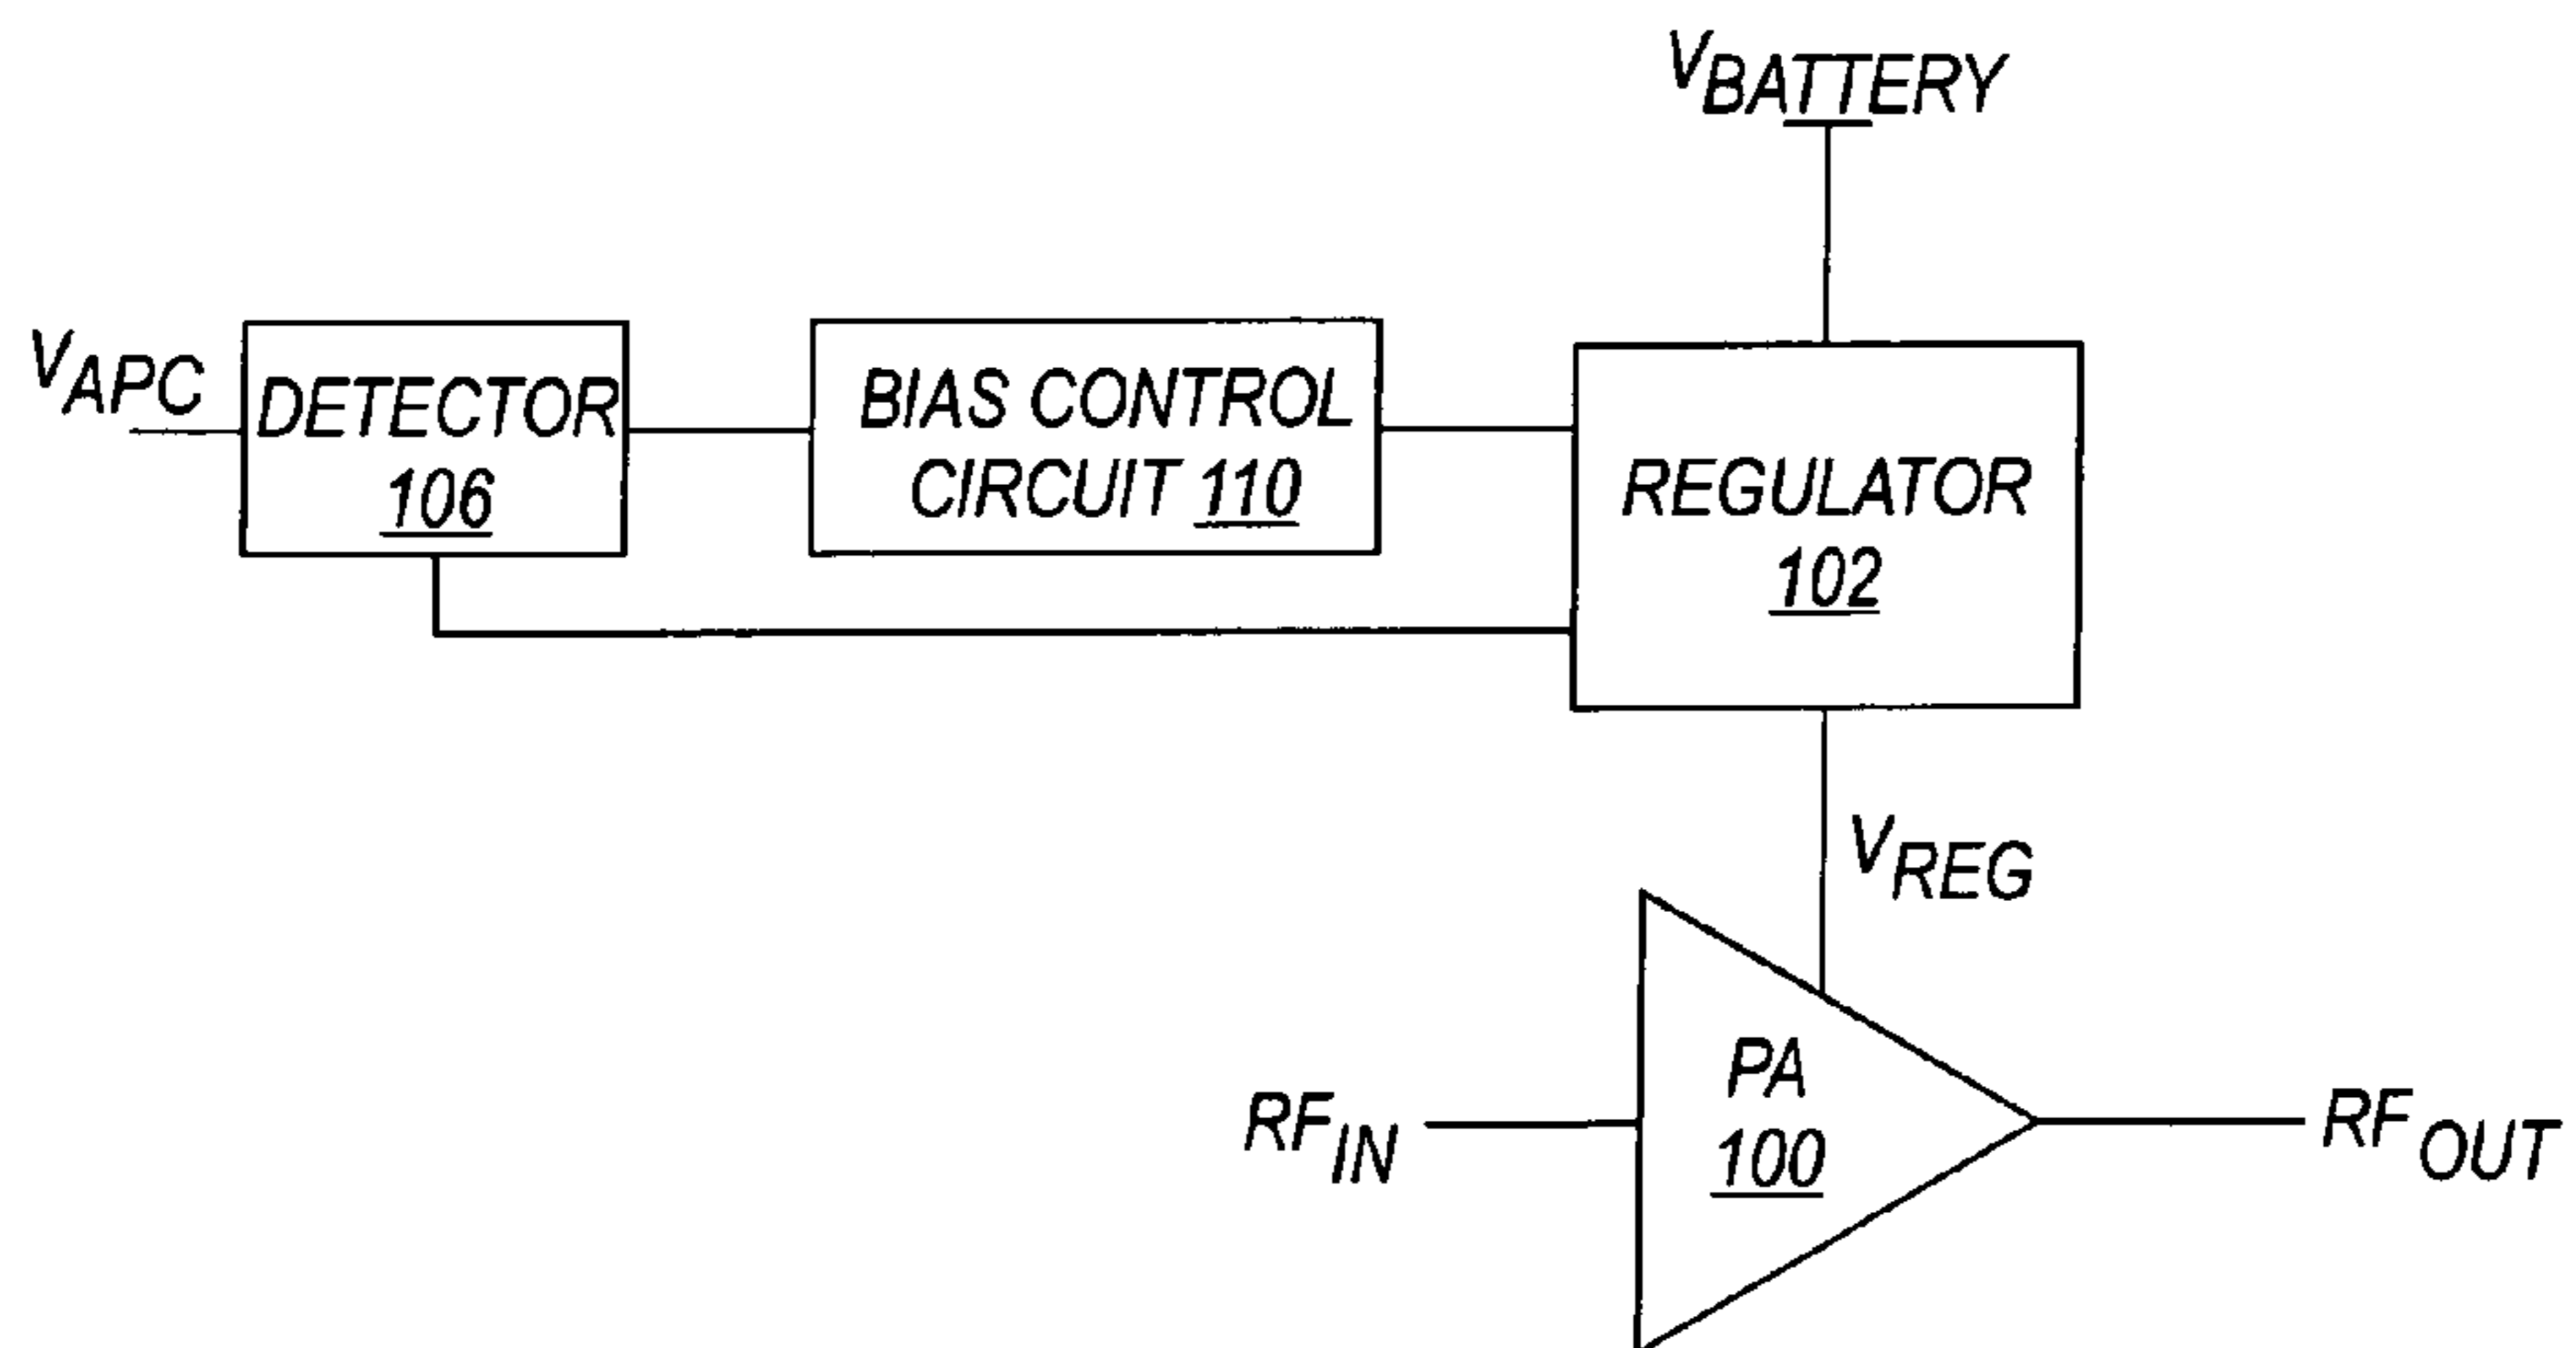 VBATTERY
VAPC
DETECTOR
106
BIAS CONTROL
CIRCUIT 110
REGULATOR
102
VREG
PA
100
RFIN
RFOUT